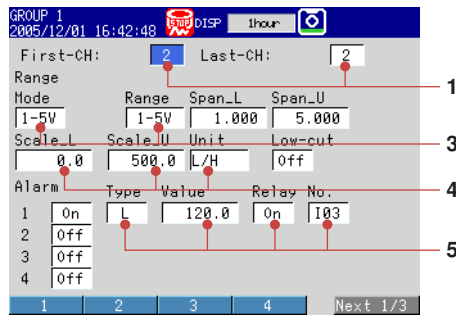 GROUP 1
2005/12/01 16:42:48 STOP DISP 1hour
First-CH: 2 Last-CH: 2
1
Range
Mode Range Span_L Span_U
1-5V 1-5V 1.000 5.000
3
Scale_L Scale_U Unit Low-cut
0.0 500.0 L/H Off
4
Alarm Type Value Relay No.
1 On L 120.0 On I03
2 Off
3 Off
5
4 Off
1 2 3 4 Next 1/3